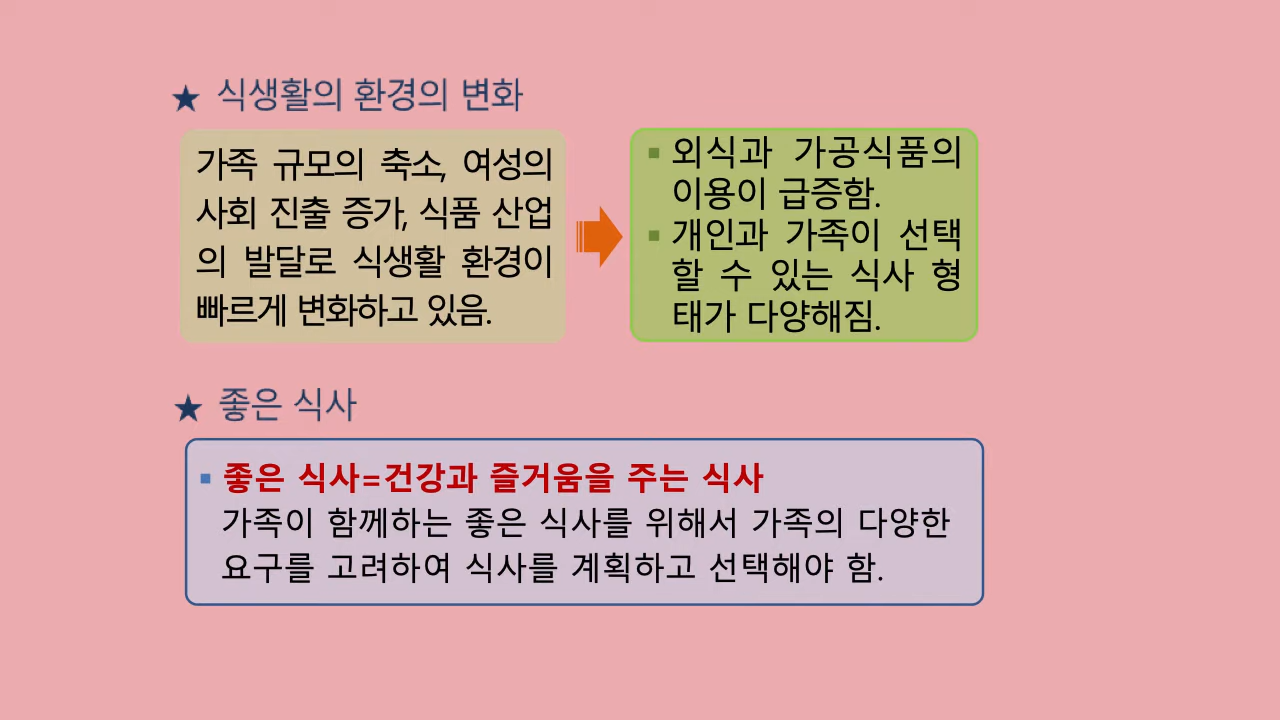 ★ 식생활의 환경의 변화
가족 규모의 축소, 여성의
사회 진출 증가, 식품 산업
의 발달로 식생활 환경이
빠르게 변화하고 있음.
▪ 외식과 가공식품의
이용이 급증함.
▪ 개인과 가족이 선택
할 수 있는 식사 형
태가 다양해짐.
★ 좋은 식사
▪ 좋은 식사=건강과 즐거움을 주는 식사
가족이 함께하는 좋은 식사를 위해서 가족의 다양한
요구를 고려하여 식사를 계획하고 선택해야 함.